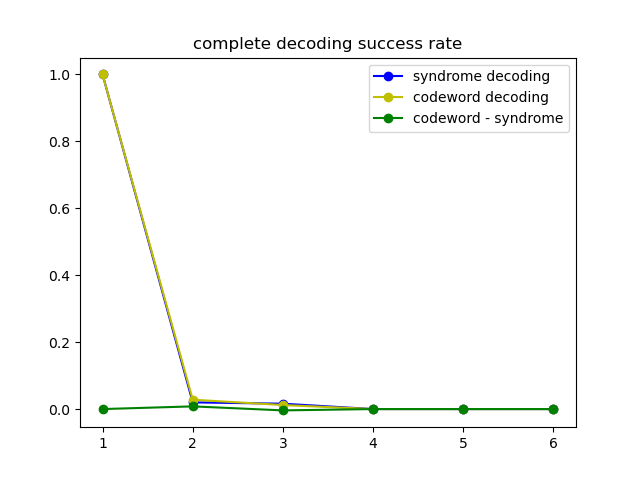 complete decoding success rate
syndrome decoding
codeword decoding
codeword - syndrome
1.0
0.8
0.6
0.4
0.2
0.0
1 2 3 4 5 6